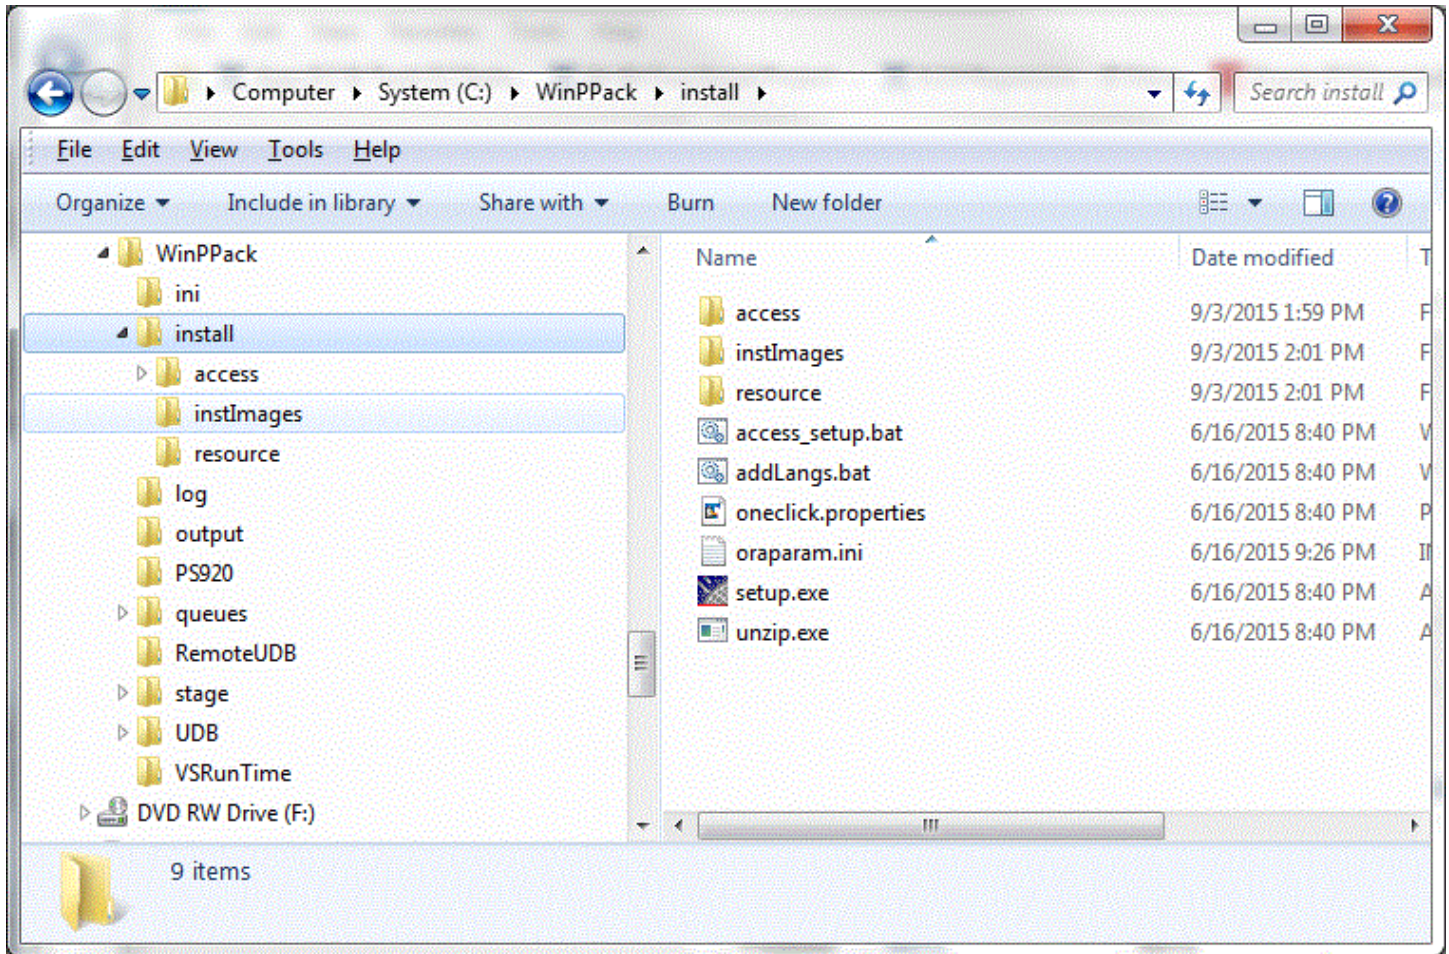 Computer System (C:) WinPPack install
Search install
File Edit View Tools Help
Organize Include in library Share with Burn New folder
WinPPack
ini
install
access
instImages
resource
log
output
PS920
queues
RemoteUDB
stage
UDB
VSRunTime
DVD RW Drive (F:)
Name Date modified T
access 9/3/2015 1:59 PM F
instImages 9/3/2015 2:01 PM F
resource 9/3/2015 2:01 PM F
access_setup.bat 6/16/2015 8:40 PM
addLangs.bat 6/16/2015 8:40 PM
oneclick.properties 6/16/2015 8:40 PM P
oraparam.ini 6/16/2015 9:26 PM
setup.exe 6/16/2015 8:40 PM A
unzip.exe 6/16/2015 8:40 PM A
9 items